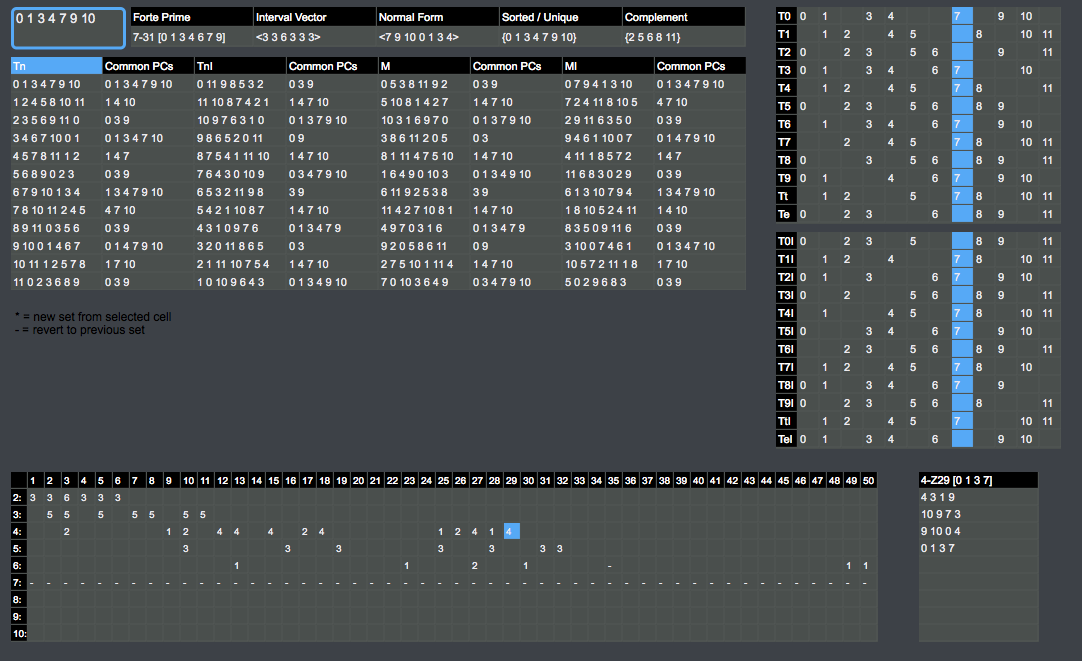 0 1 3 4 7 9 10
Forte Prime Interval Vector Normal Form Sorted / Unique Complement
7-31 [0 1 3 4 6 7 9] <3 3 6 3 3 3> <7 9 10 0 1 3 4> {0 1 3 4 7 9 10} {2 5 6 8 11}
Tn Common PCs TnI Common PCs M Common PCs MI Common PCs
0 1 3 4 7 9 10 0 1 3 4 7 9 10 0 11 9 8 5 3 2 0 3 9 0 5 3 8 11 9 2 0 3 9 0 7 9 4 1 3 10 0 1 3 4 7 9 10
1 2 4 5 8 10 11 1 4 10 11 10 8 7 4 2 1 1 4 7 10 5 10 8 1 4 2 7 1 4 7 10 7 2 4 11 8 10 5 4 7 10
2 3 5 6 9 11 0 0 3 9 10 9 7 6 3 1 0 0 1 3 7 9 10 10 3 1 6 9 7 0 0 1 3 7 9 10 2 9 11 6 3 5 0 0 3 9
3 4 6 7 10 0 1 0 1 3 4 7 10 9 8 6 5 2 0 11 0 9 3 8 6 11 2 0 5 0 3 9 4 6 1 10 0 7 0 1 4 7 9 10
4 5 7 8 11 1 2 1 4 7 8 7 5 4 1 11 10 1 4 7 10 8 1 11 4 7 5 10 1 4 7 10 4 11 1 8 5 7 2 1 4 7
5 6 8 9 0 2 3 0 3 9 7 6 4 3 0 10 9 0 3 4 7 9 10 1 6 4 9 0 10 3 0 1 3 4 9 10 11 6 8 3 0 2 9 0 3 9
6 7 9 10 1 3 4 1 3 4 7 9 10 6 5 3 2 11 9 8 3 9 6 11 9 2 5 3 8 3 9 6 1 3 10 7 9 4 1 3 4 7 9 10
7 8 10 11 2 4 5 4 7 10 5 4 2 1 10 8 7 1 4 7 10 11 4 2 7 10 8 1 1 4 7 10 1 8 10 5 2 4 11 1 4 10
8 9 11 0 3 5 6 0 3 9 4 3 1 0 9 7 6 0 1 3 4 7 9 4 9 7 0 3 1 6 0 1 3 4 7 9 8 3 5 0 9 11 6 0 3 9
9 10 0 1 4 6 7 0 1 4 7 9 10 3 2 0 11 8 6 5 0 3 9 2 0 5 8 6 11 0 9 3 10 0 7 4 6 1 0 1 3 4 7 10
10 11 1 2 5 7 8 1 7 10 2 1 11 10 7 5 4 1 4 7 10 2 7 5 10 1 11 4 1 4 7 10 10 5 7 2 11 1 8 1 7 10
11 0 2 3 6 8 9 0 3 9 1 0 10 9 6 4 3 0 1 3 4 9 10 7 0 10 3 6 4 9 0 3 4 7 9 10 5 0 2 9 6 8 3 0 3 9
* = new set from selected cell
- = revert to previous set
T0 0 1 3 4 7 9 10
T1 1 2 4 5 8 10 11
T2 0 2 3 5 6 9 11
T3 0 1 3 4 6 7 10
T4 1 2 4 5 7 8 11
T5 0 2 3 5 6 8 9
T6 1 3 4 6 7 9 10
T7 2 4 5 7 8 10 11
T8 0 3 5 6 8 9 11
T9 0 1 4 6 7 9 10
Tt 1 2 5 7 8 10 11
Te 0 2 3 6 8 9 11
T0I 0 2 3 5 8 9 11
T1I 1 2 4 7 8 10 11
T2I 0 1 3 6 7 9 10
T3I 0 2 5 6 8 9 11
T4I 1 4 5 7 8 10 11
T5I 0 3 4 6 7 9 10
T6I 2 3 5 6 8 9 11
T7I 1 2 4 5 7 8 10
T8I 0 1 3 4 6 7 9
T9I 0 2 3 5 6 8 11
TtI 1 2 4 5 7 10 11
TeI 0 1 3 4 6 9 10
1 2 3 4 5 6 7 8 9 10 11 12 13 14 15 16 17 18 19 20 21 22 23 24 25 26 27 28 29 30 31 32 33 34 35 36 37 38 39 40 41 42 43 44 45 46 47 48 49 50
2: 3 3 6 3 3 3
3: 5 5 5 5 5 5 5
4: 2 1 2 4 4 4 2 4 1 2 4 1 4
5: 3 3 3 3 3 3 3
6: 1 1 2 1 - 1 1
7: - - - - - - - - - - - - - - - - - - - - - - - - - - - - - - - - - - - - - - - - - - - - - - - - - -
8:
9:
10:
4-Z29 [0 1 3 7]
4 3 1 9
10 9 7 3
9 10 0 4
0 1 3 7